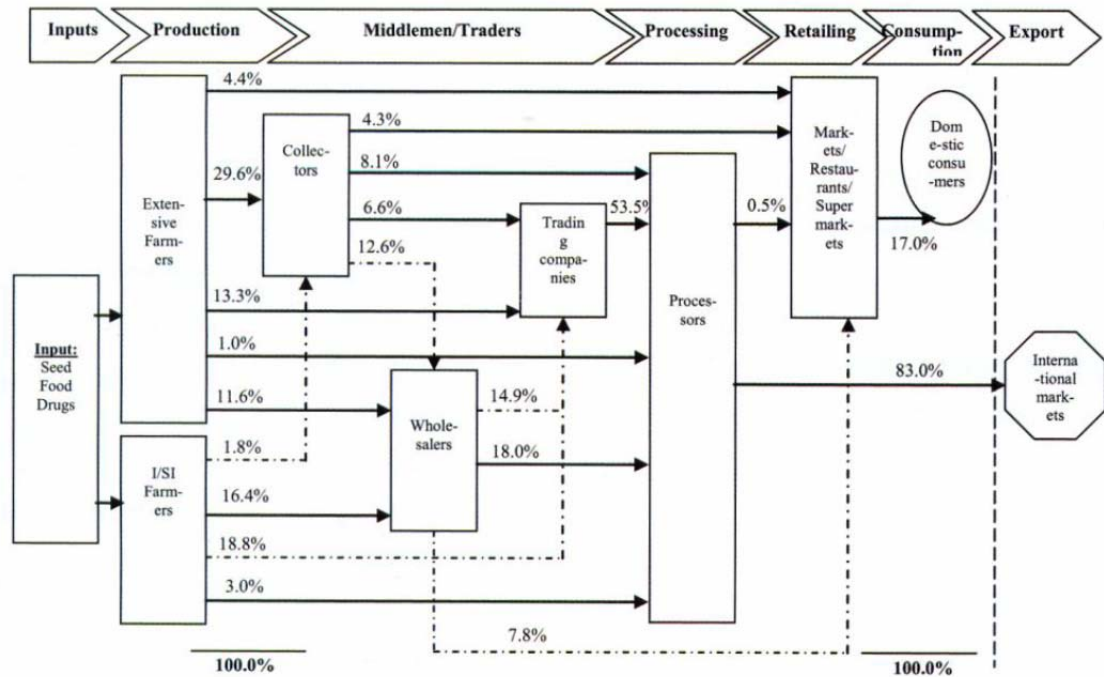 Inputs
Production
Middlemen/Traders
Processing
Retailing
Consump-
tion
Export
4.4%
4.3%
8.1%
29.6%
6.6%
12.6%
53.5%
0.5%
17.0%
13.3%
1.0%
11.6%
14.9%
83.0%
1.8%
18.0%
16.4%
18.8%
3.0%
7.8%
100.0%
100.0%
Input:
Seed
Food
Drugs
Exten-
sive
Farm-
ers
I/SI
Farm-
ers
Collec-
tors
Whole-
salers
Tradin
g
compa-
nies
Proces-
sors
Mark-
ets/
Restau-
rants/
Super
mark-
ets
Dom
e-stic
consu
-mers
Interna
-tional
mark-
ets